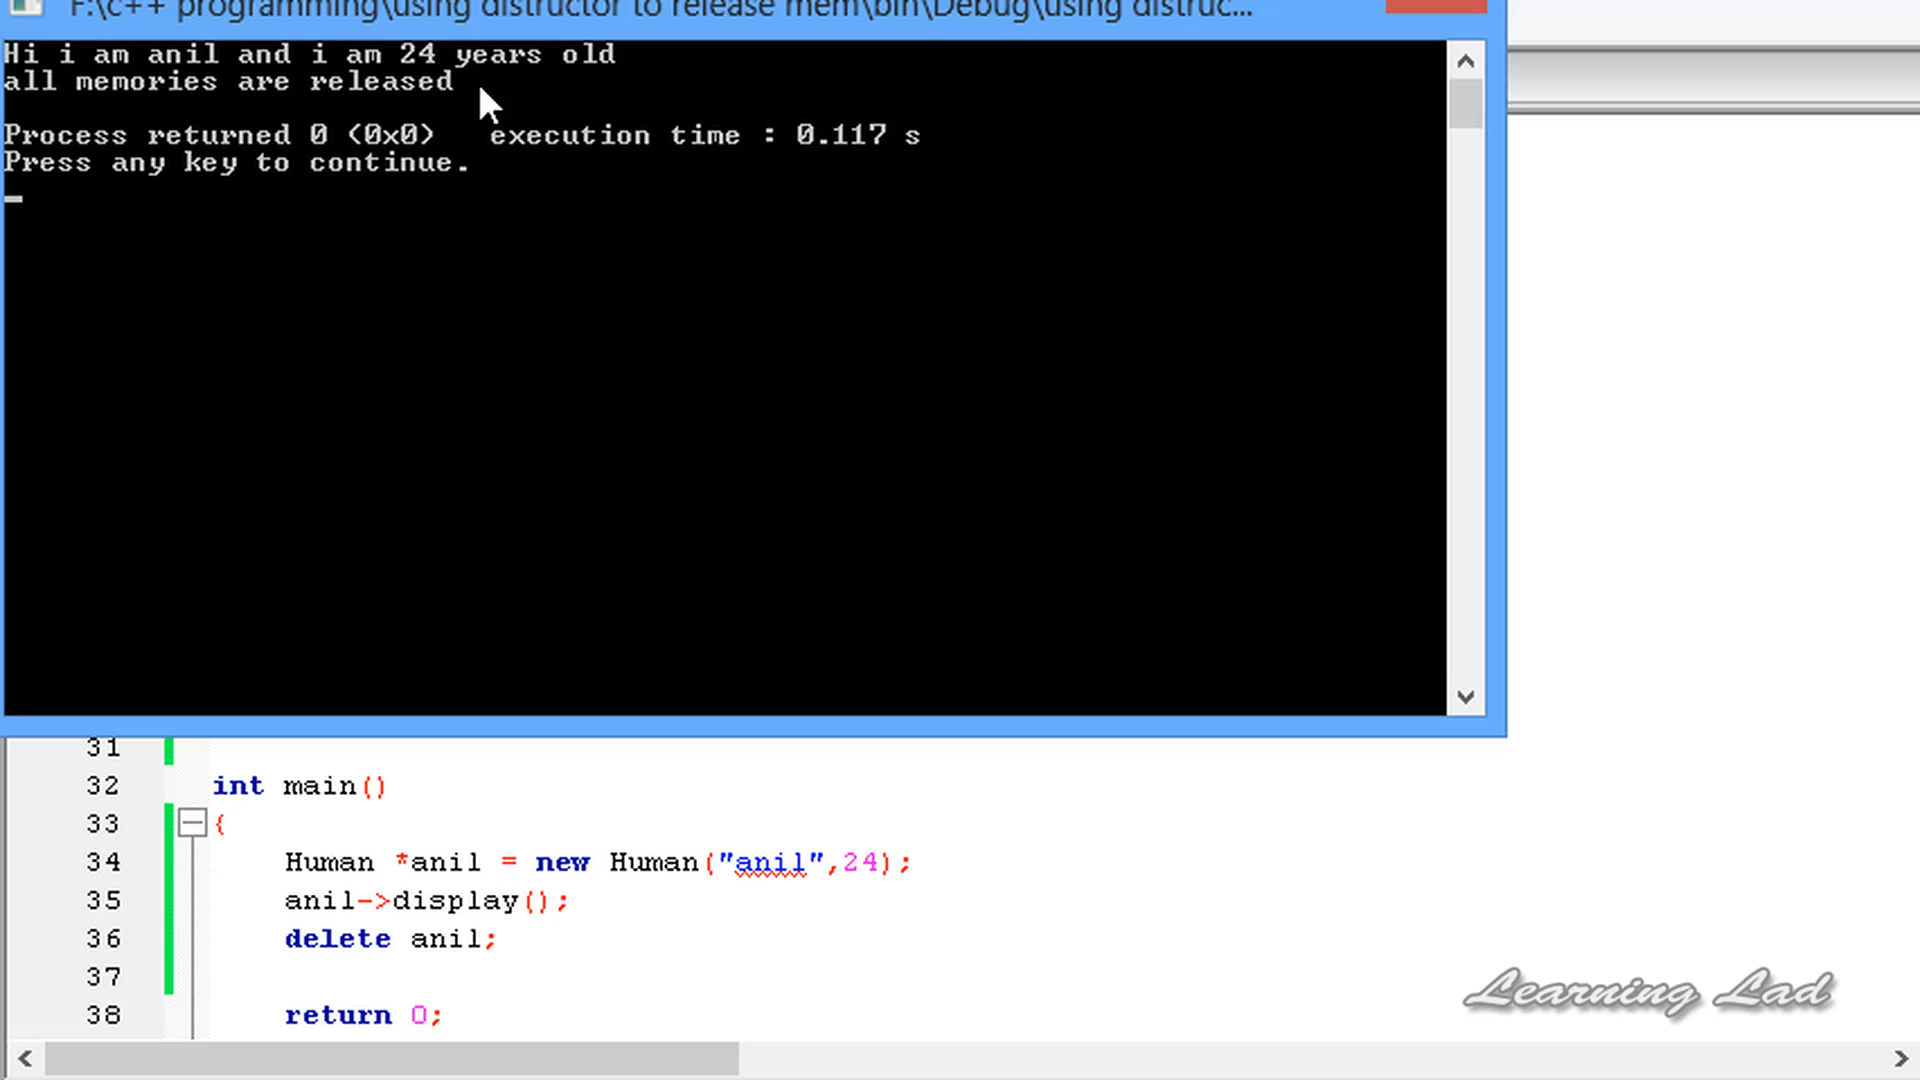 F:\c++ programming\using distructor to release mem\bin\Debug\using distruc...
Hi i am anil and i am 24 years old
all memories are released
Process returned 0 (0x0)   execution time : 0.117 s
Press any key to continue.
31
32 int main()
33 {
34 Human *anil = new Human("anil",24);
35 anil->display();
36 delete anil;
37
38 return 0;
Learning Lad